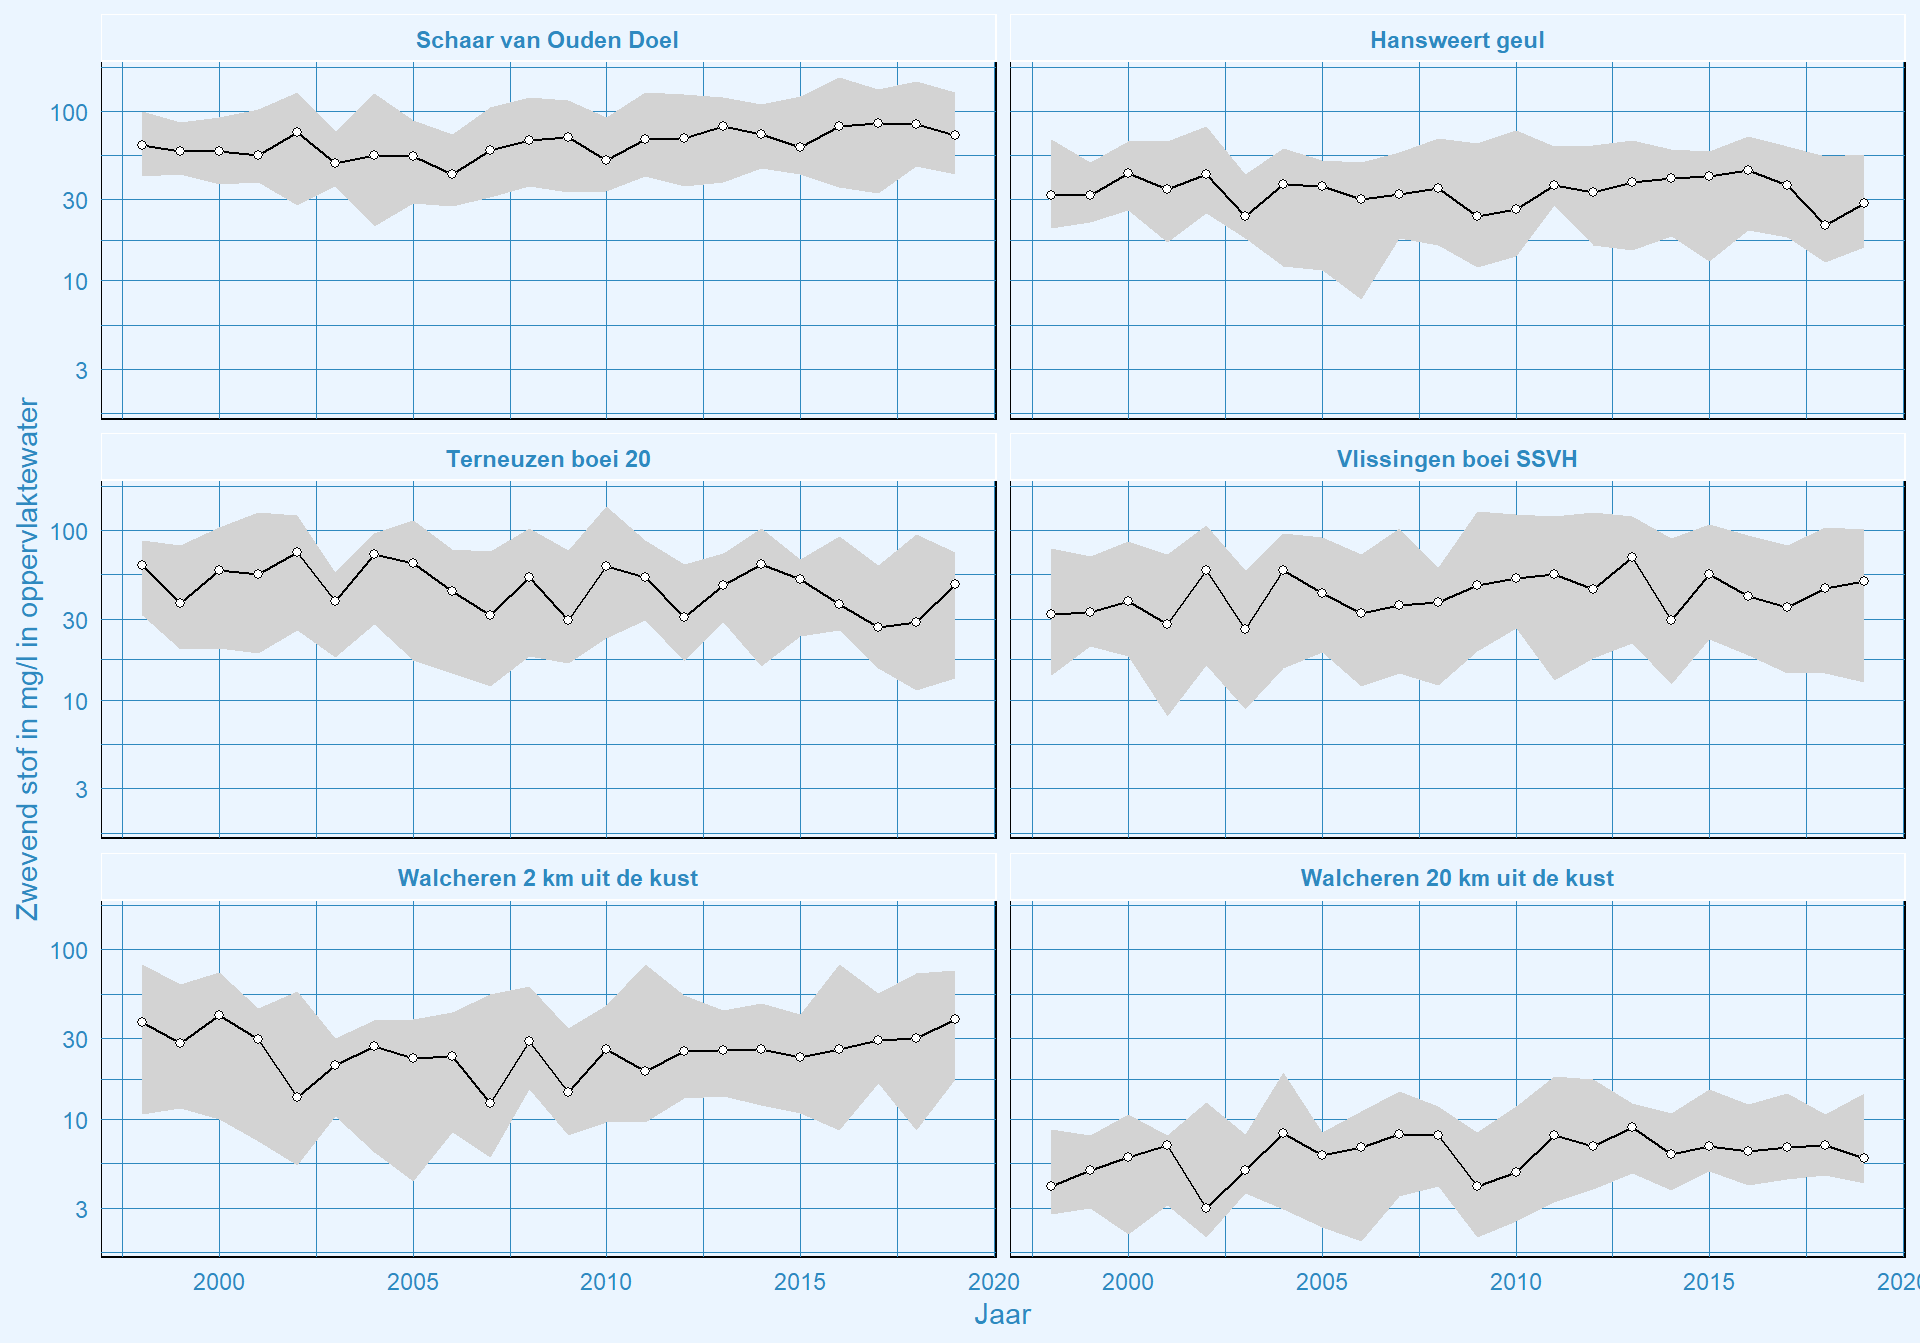 Schaar van Ouden Doel
Hansweert geul
100
30
10
3
Terneuzen boei 20
Vlissingen boei SSVH
100
30
10
3
Walcheren 2 km uit de kust
Walcheren 20 km uit de kust
100
30
10
3
2000 2005 2010 2015 2020
2000 2005 2010 2015 2020
Jaar
Zwevend stof in mg/l in oppervlaktewater